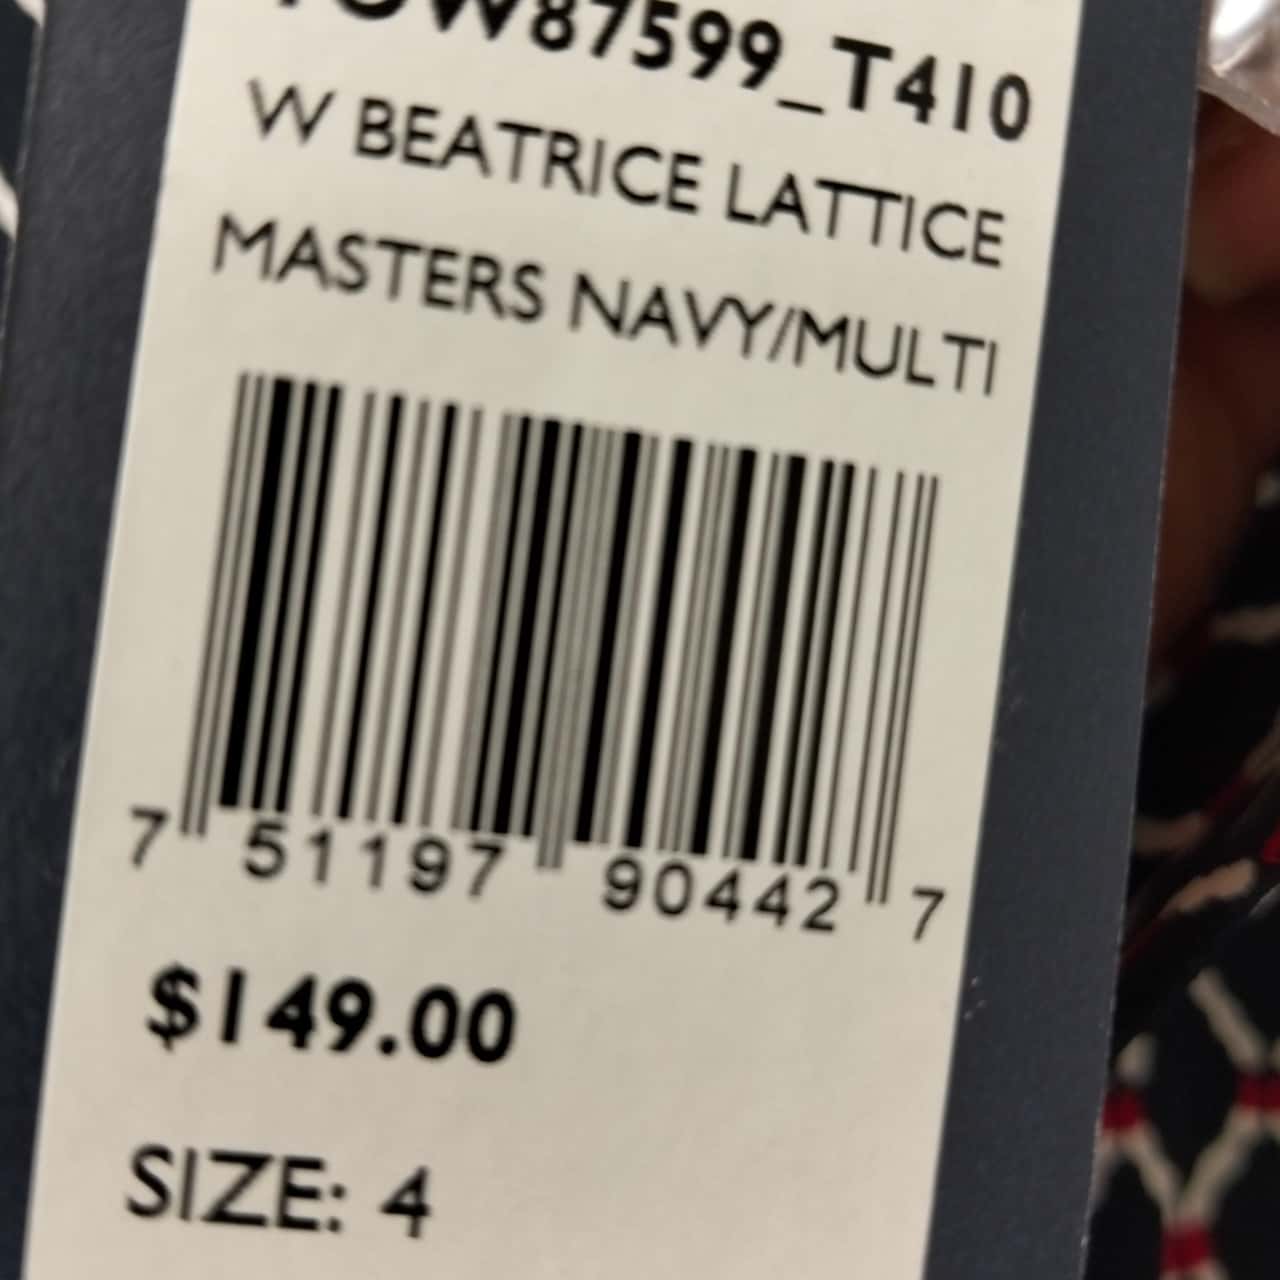 W87599_T410
W BEATRICE LATTICE
MASTERS NAVY/MULTI
7 51197 90442 7
$149.00
SIZE: 4